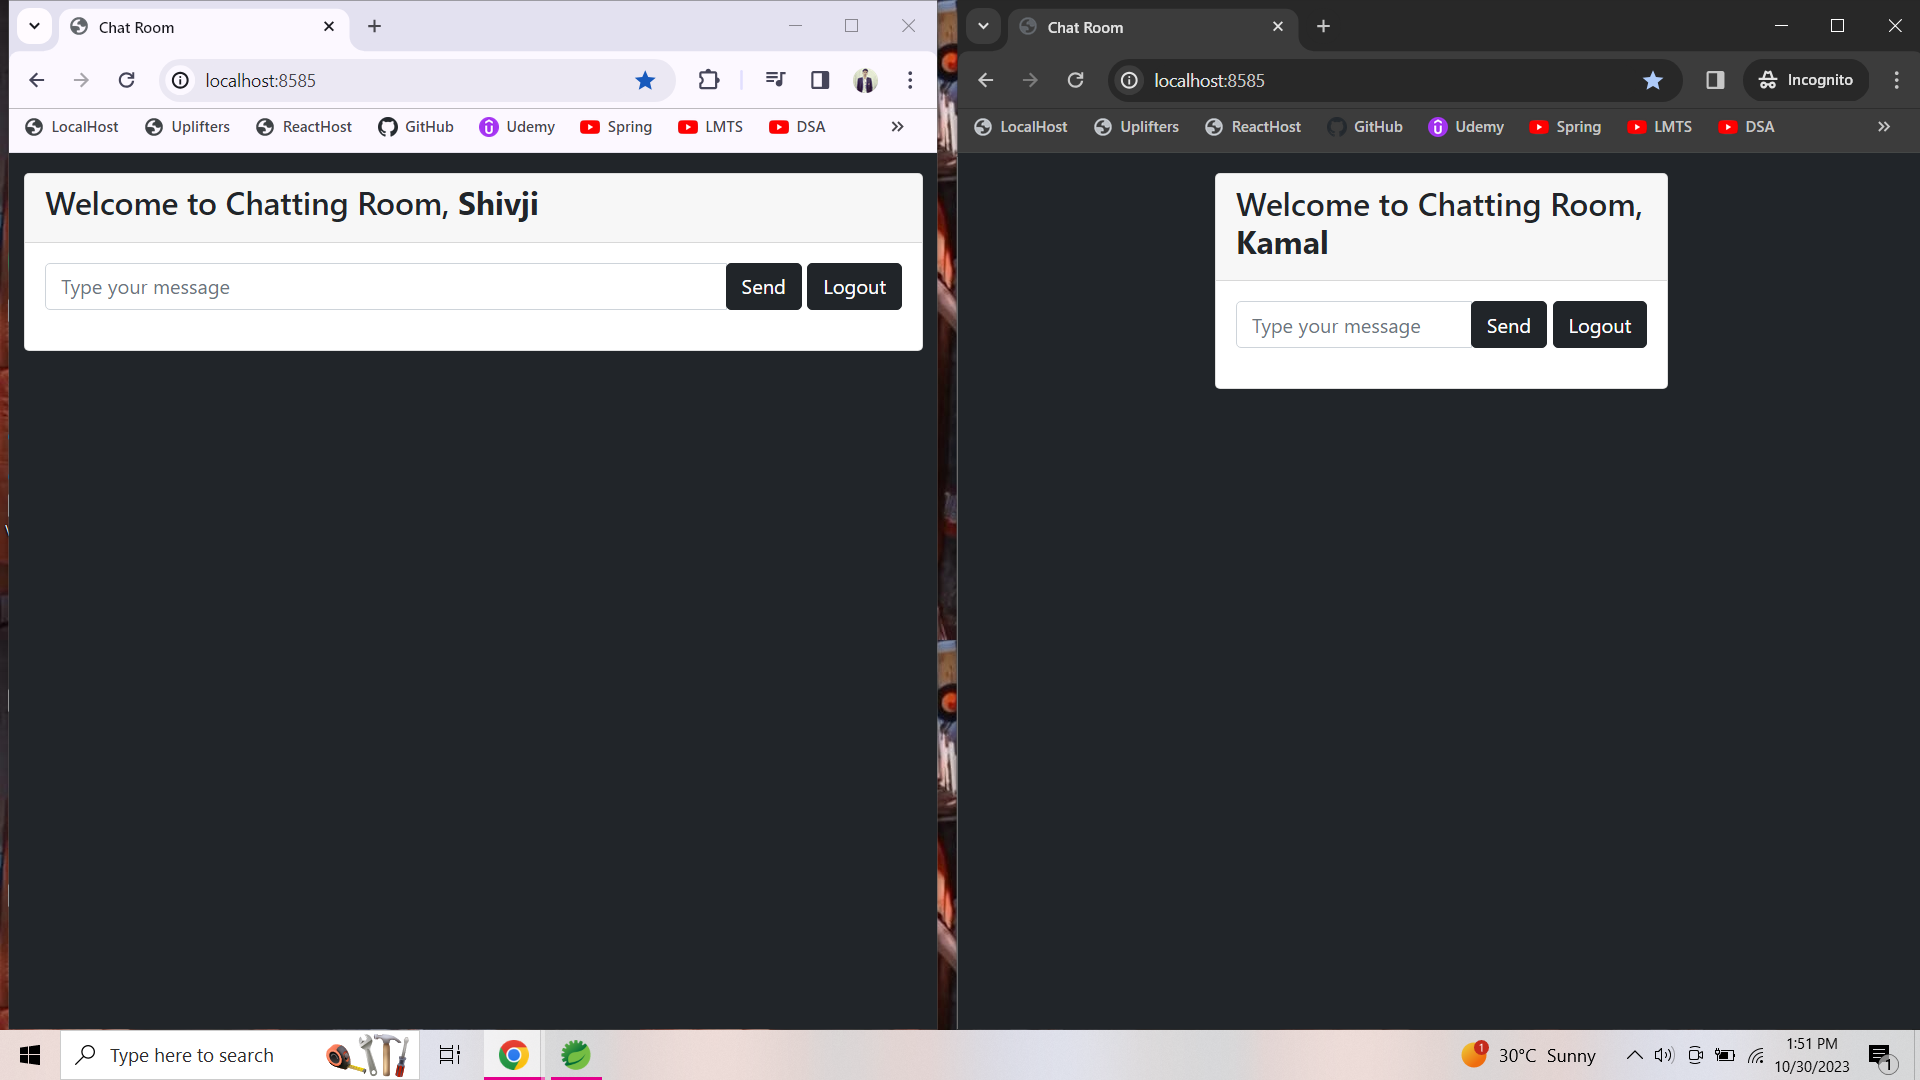 Chat Room
localhost:8585
LocalHost Uplifters ReactHost GitHub Udemy Spring LMTS DSA
Welcome to Chatting Room, Shivji
Type your message Send Logout
Chat Room
localhost:8585 Incognito
LocalHost Uplifters ReactHost GitHub Udemy Spring LMTS DSA
Welcome to Chatting Room,
Kamal
Type your message Send Logout
Type here to search
1 30°C Sunny
1:51 PM
10/30/2023
1